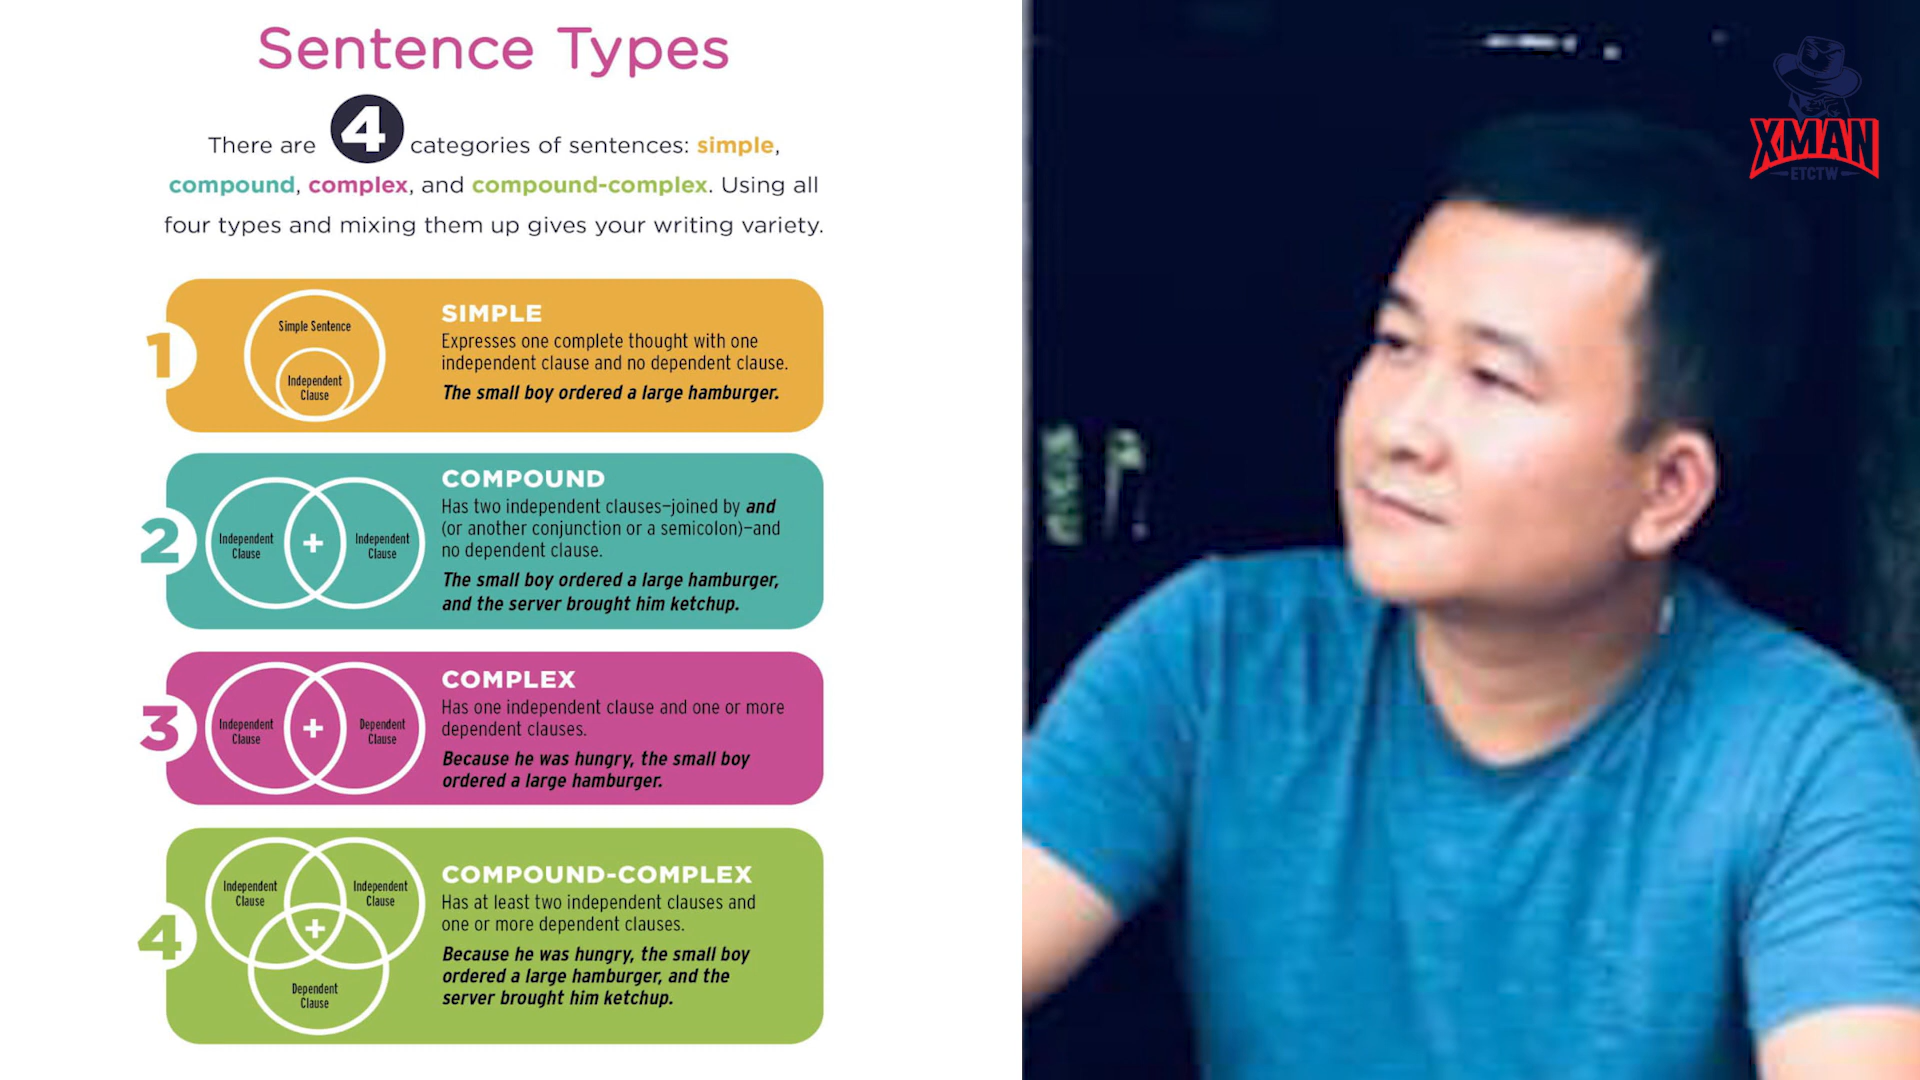 Sentence Types
There are 4 categories of sentences: simple,
compound, complex, and compound-complex. Using all
four types and mixing them up gives your writing variety.
1
Simple Sentence
Independent
Clause
SIMPLE
Expresses one complete thought with one
independent clause and no dependent clause.
The small boy ordered a large hamburger.
2
Independent
Clause
+
Independent
Clause
COMPOUND
Has two independent clauses—joined by and
(or another conjunction or a semicolon)—and
no dependent clause.
The small boy ordered a large hamburger,
and the server brought him ketchup.
3
Independent
Clause
+
Dependent
Clause
COMPLEX
Has one independent clause and one or more
dependent clauses.
Because he was hungry, the small boy
ordered a large hamburger.
4
Independent
Clause
Independent
Clause
+
Dependent
Clause
COMPOUND-COMPLEX
Has at least two independent clauses and
one or more dependent clauses.
Because he was hungry, the small boy
ordered a large hamburger, and the
server brought him ketchup.
XMAN
ETCTW